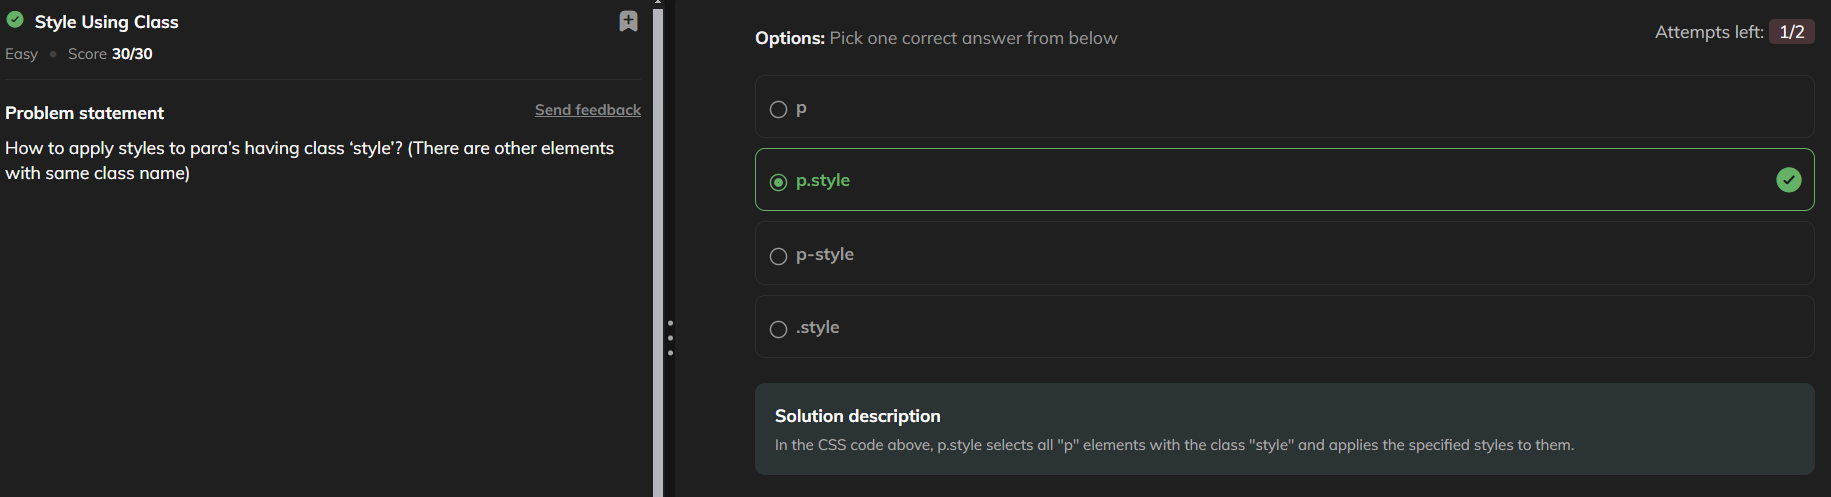 Style Using Class
Easy • Score 30/30
Problem statement
Send feedback
How to apply styles to para's having class ‘style’? (There are other elements
with same class name)
Options: Pick one correct answer from below
Attempts left: 1/2
p
p.style
p-style
.style
Solution description
In the CSS code above, p.style selects all "p" elements with the class "style" and applies the specified styles to them.